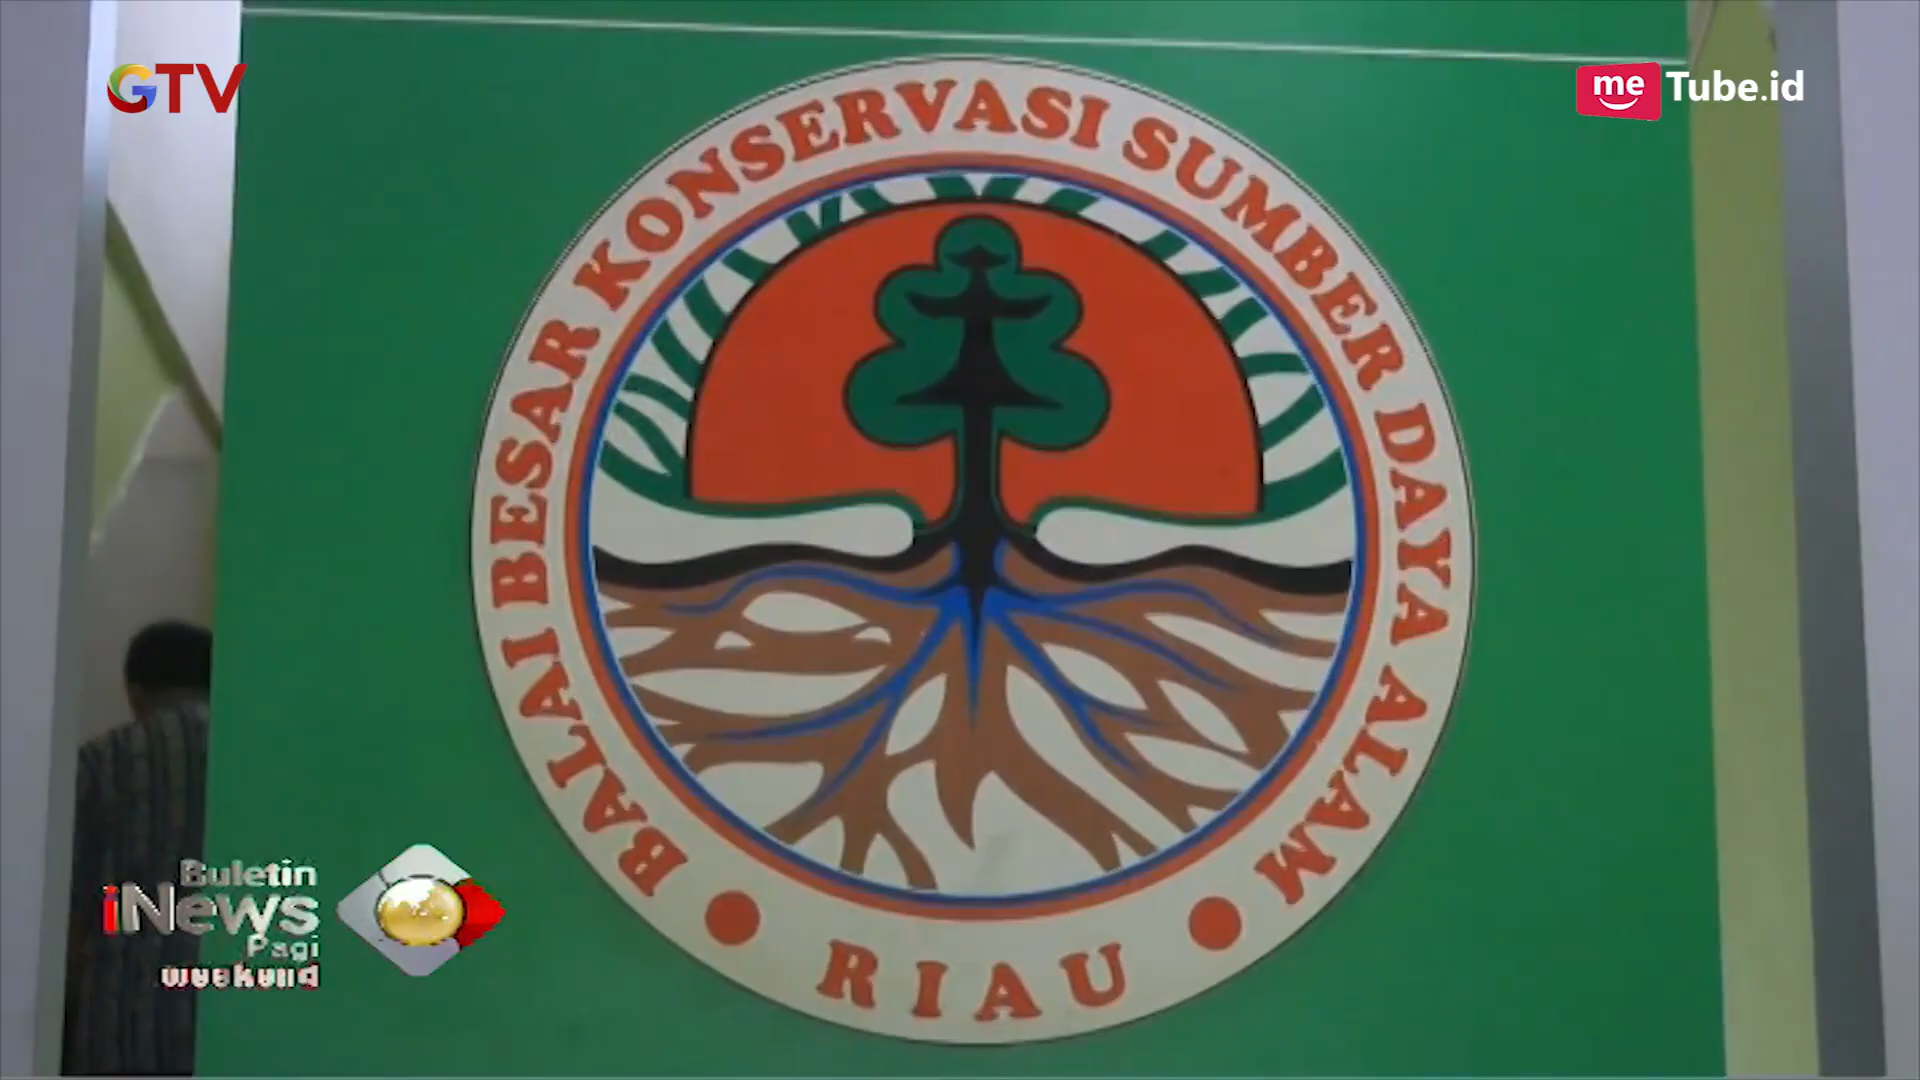 GTV
me Tube.id
BALAI BESAR KONSERVASI SUMBER DAYA ALAM
• RIAU •
Buletin
iNews
Pagi
weekend